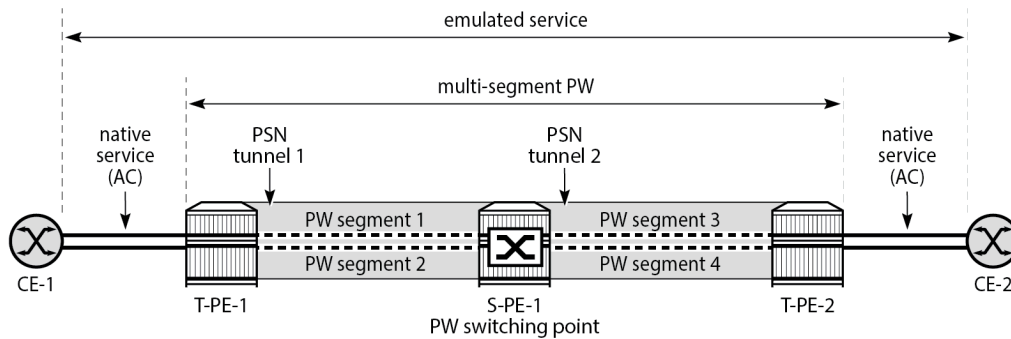 emulated service
multi-segment PW
native
service
(AC)
PSN
tunnel 1
PSN
tunnel 2
native
service
(AC)
PW segment 1
PW segment 3
PW segment 2
PW segment 4
CE-1
CE-2
T-PE-1
S-PE-1
T-PE-2
PW switching point